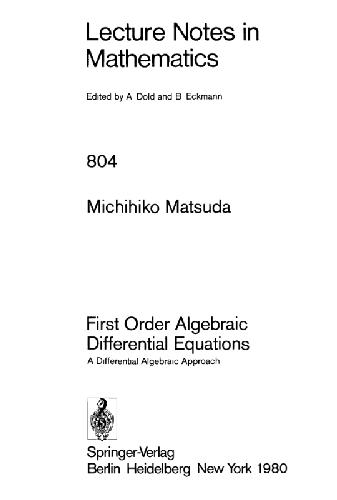 Lecture Notes in
Mathematics
Edited by A Dold and B Eckmann
804
Michihiko Matsuda
First Order Algebraic
Differential Equations
A Differential Algebraic Approach
Springer-Verlag
Berlin Heidelberg New York 1980